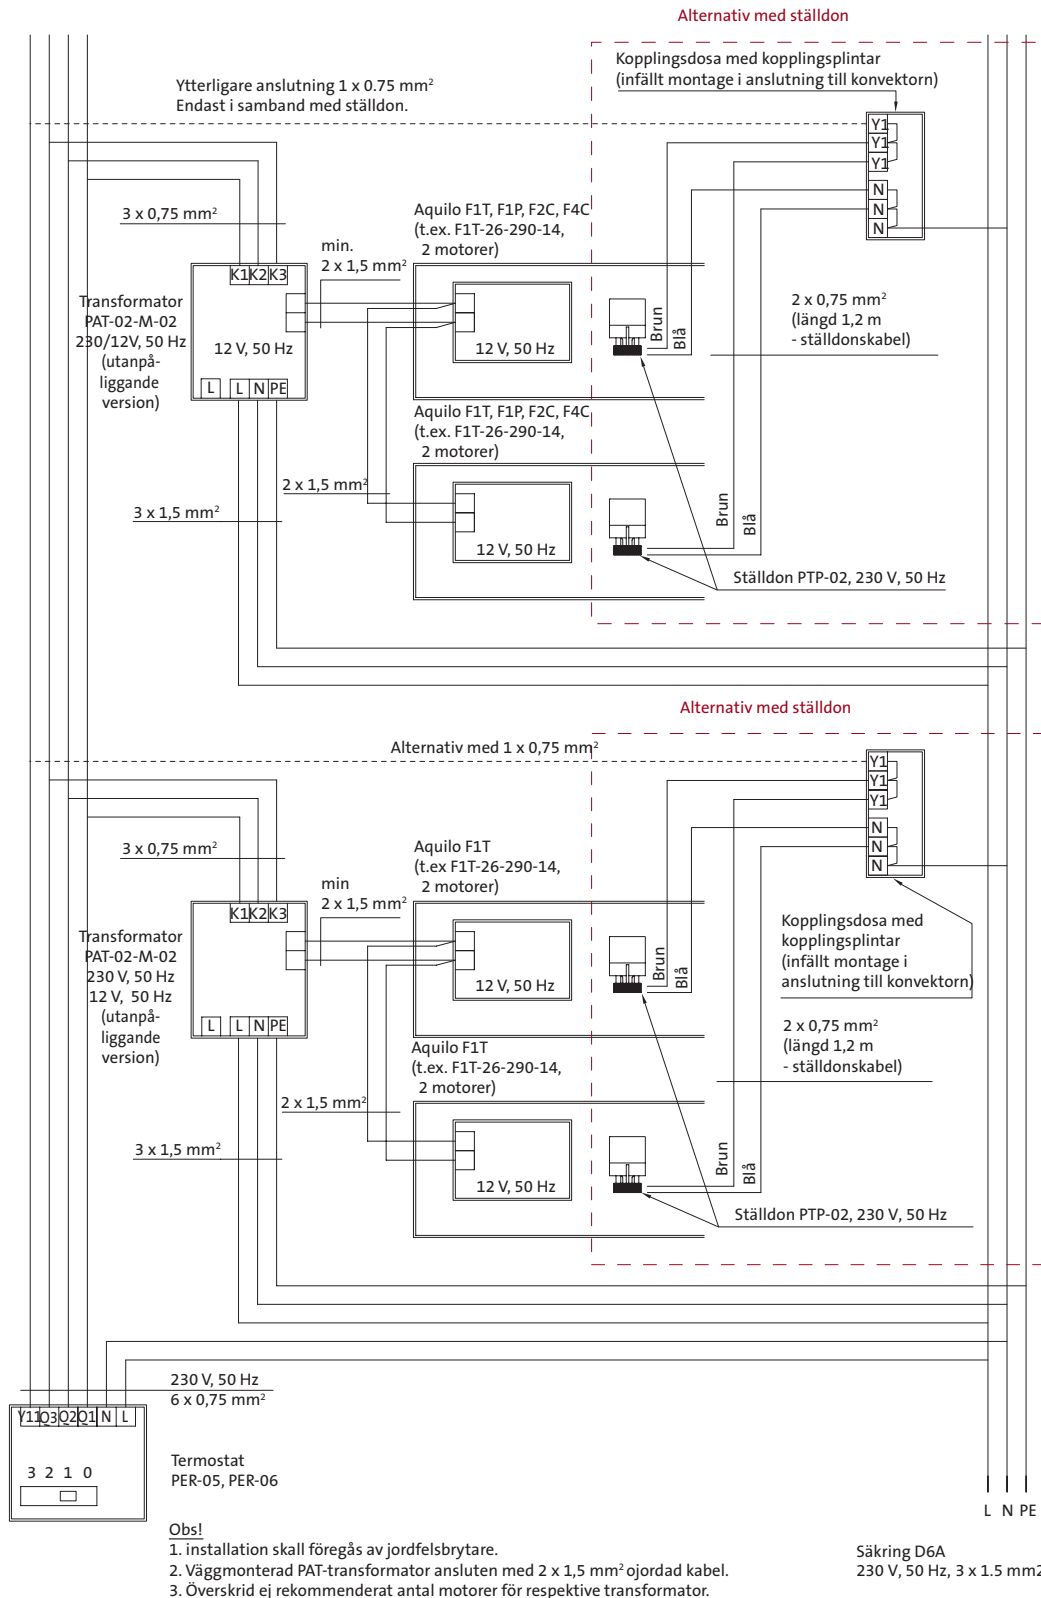 Alternativ med ställdon
Kopplingsdosa med kopplingsplintar
(infällt montage i anslutning till konvektorn)
Ytterligare anslutning 1 x 0.75 mm²
Endast i samband med ställdon.
Y1
Y1
Y1
N
N
N
3 x 0,75 mm²
min.
2 x 1,5 mm²
Aquilo F1T, F1P, F2C, F4C
(t.ex. F1T-26-290-14,
2 motorer)
K1 K2 K3
Transformator
PAT-02-M-02
230/12V, 50 Hz
(utanpå-
liggande
version)
12 V, 50 Hz
L L N PE
12 V, 50 Hz
Brun
Blå
2 x 0,75 mm²
(längd 1,2 m
- ställdonskabel)
Aquilo F1T, F1P, F2C, F4C
(t.ex. F1T-26-290-14,
2 motorer)
2 x 1,5 mm²
3 x 1,5 mm²
12 V, 50 Hz
Brun
Blå
Ställdon PTP-02, 230 V, 50 Hz
Alternativ med ställdon
Alternativ med 1 x 0,75 mm²
Y1
Y1
Y1
N
N
N
3 x 0,75 mm²
min
2 x 1,5 mm²
Aquilo F1T
(t.ex F1T-26-290-14,
2 motorer)
K1 K2 K3
Transformator
PAT-02-M-02
230 V, 50 Hz
12 V, 50 Hz
(utanpå-
liggande
version)
L L N PE
12 V, 50 Hz
Brun
Blå
Kopplingsdosa med
kopplingsplintar
(infällt montage i
anslutning till konvektorn)
2 x 0,75 mm²
(längd 1,2 m
- ställdonskabel)
Aquilo F1T
(t.ex. F1T-26-290-14,
2 motorer)
2 x 1,5 mm²
3 x 1,5 mm²
12 V, 50 Hz
Brun
Blå
Ställdon PTP-02, 230 V, 50 Hz
230 V, 50 Hz
6 x 0,75 mm²
Y11 Q3 Q2 Q1 N L
3 2 1 0
Termostat
PER-05, PER-06
L N PE
Obs!
1. installation skall föregås av jordfelsbrytare.
2. Väggmonterad PAT-transformator ansluten med 2 x 1,5 mm² ojordad kabel.
3. Överskrid ej rekommenderat antal motorer för respektive transformator.
Säkring D6A
230 V, 50 Hz, 3 x 1.5 mm2